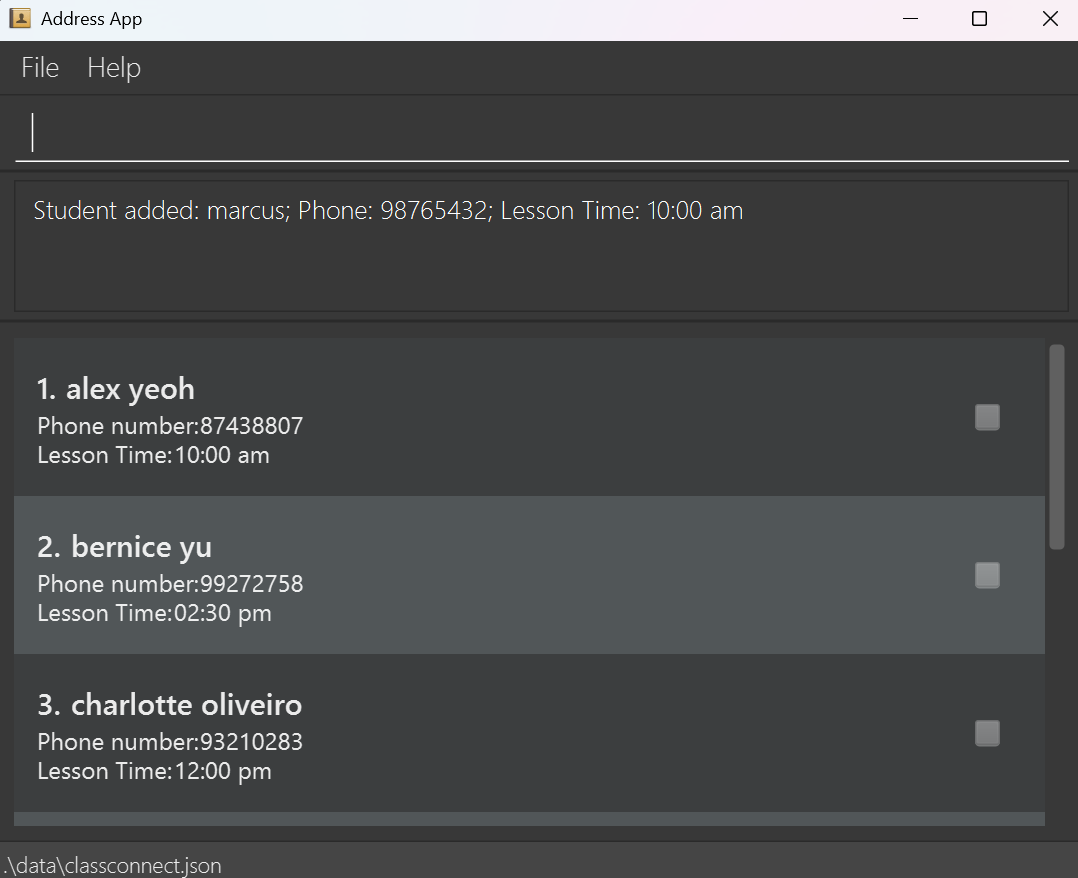 Address App
File Help
Student added: marcus; Phone: 98765432; Lesson Time: 10:00 am
1. alex yeoh
Phone number:87438807
Lesson Time:10:00 am
2. bernice yu
Phone number:99272758
Lesson Time:02:30 pm
3. charlotte oliveiro
Phone number:93210283
Lesson Time:12:00 pm
.\data\classconnect.json